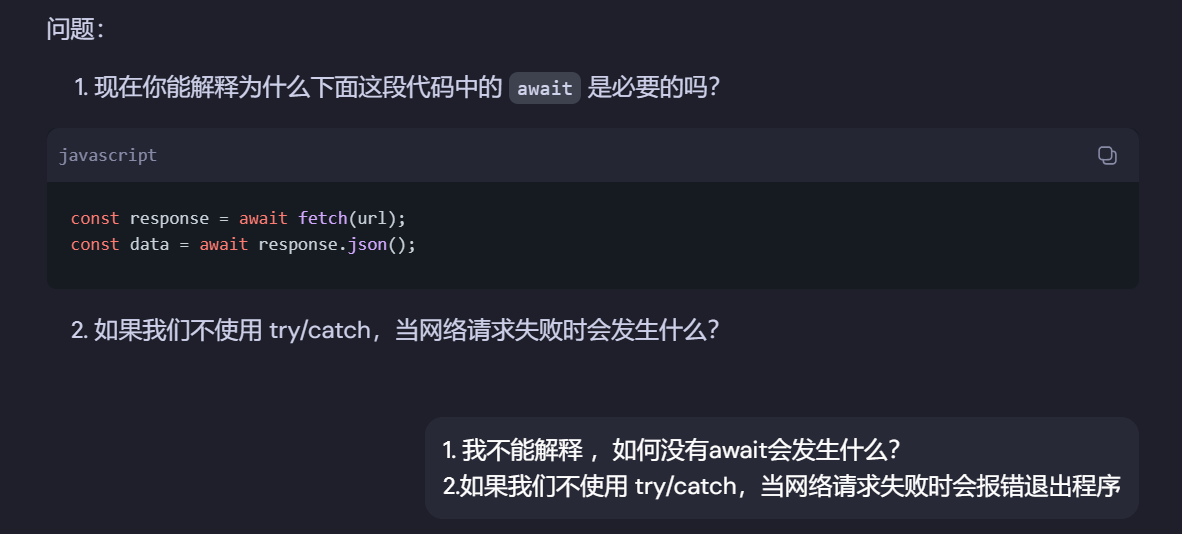 问题：
1. 现在你能解释为什么下面这段代码中的 await 是必要的吗？
javascript
const response = await fetch(url);
const data = await response.json();
2. 如果我们不使用 try/catch，当网络请求失败时会发生什么？
1. 我不能解释 ，如何没有await会发生什么？
2.如果我们不使用 try/catch，当网络请求失败时会报错退出程序